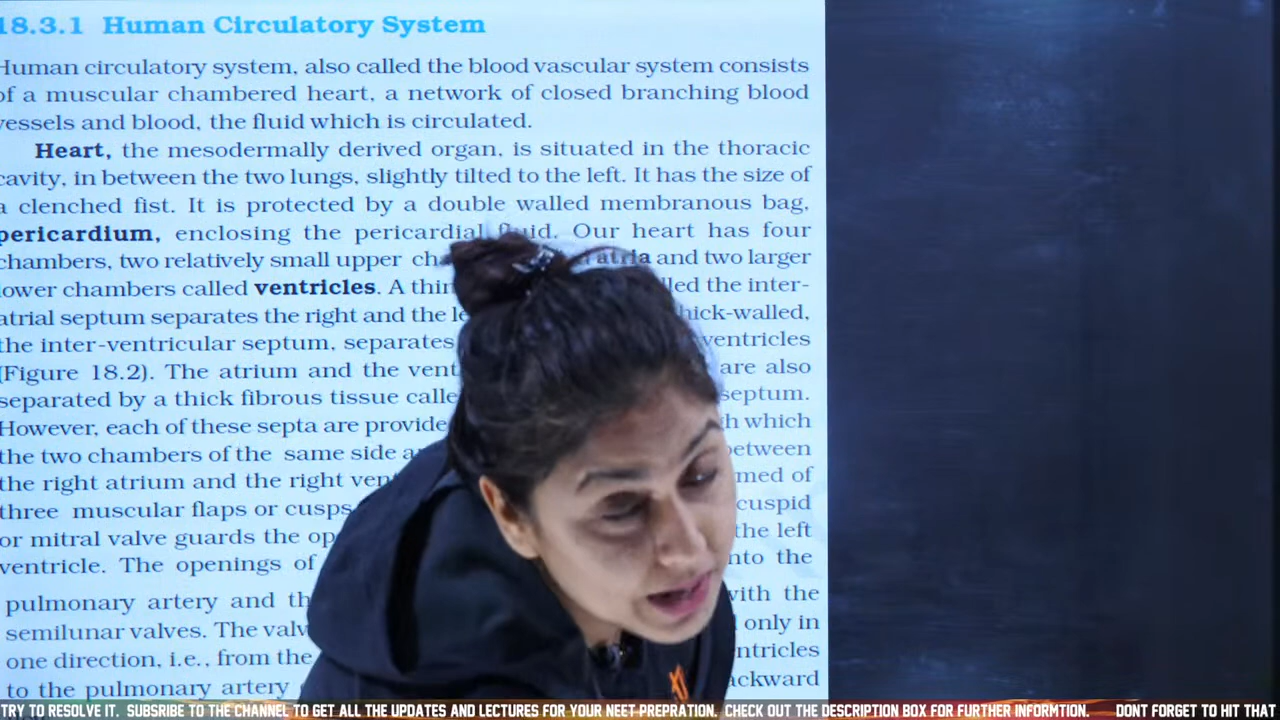 18.3.1 Human Circulatory System
Human circulatory system, also called the blood vascular system consists
of a muscular chambered heart, a network of closed branching blood
vessels and blood, the fluid which is circulated.
Heart, the mesodermally derived organ, is situated in the thoracic
cavity, in between the two lungs, slightly tilted to the left. It has the size of
a clenched fist. It is protected by a double walled membranous bag,
pericardium, enclosing the pericardial fluid. Our heart has four
chambers, two relatively small upper atria and two larger
lower chambers called ventricles. A thin the inter-
atrial septum separates the right and the thick-walled,
the inter-ventricular septum, separates ventricles
(Figure 18.2). The atrium and the are also
separated by a thick fibrous tissue septum.
However, each of these septa are which
the two chambers of the same side between
the right atrium and the right of
three muscular flaps or cusps
or mitral valve guards the the left
ventricle. The openings of the
pulmonary artery and with the
semilunar valves. The only in
one direction, i.e., from the
to the pulmonary artery
TRY TO RESOLVE IT. SUBSRIBE TO THE CHANNEL TO GET ALL THE UPDATES AND LECTURES FOR YOUR NEET PREPRATION. CHECK OUT THE DESCRIPTION BOX FOR FURTHER INFORMTION. DONT FORGET TO HIT THAT